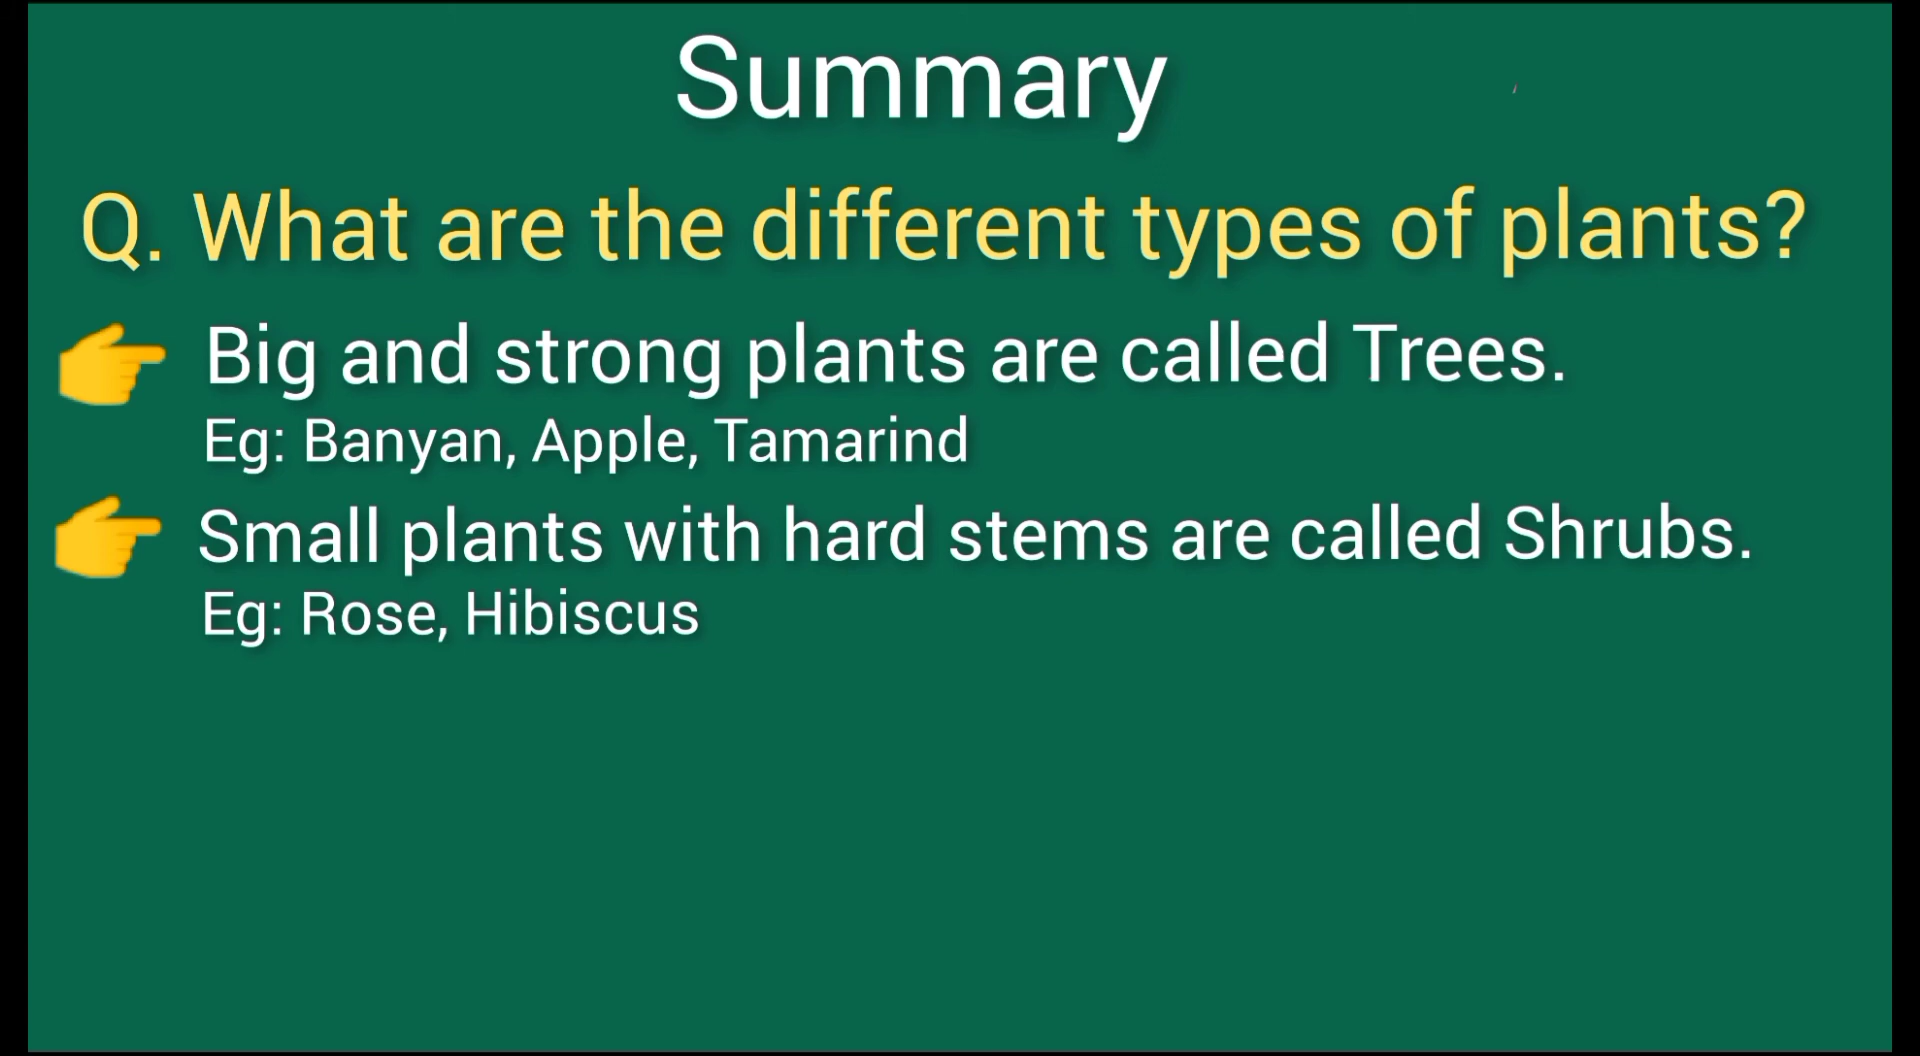 Summary
Q. What are the different types of plants?
Big and strong plants are called Trees.
Eg: Banyan, Apple, Tamarind
Small plants with hard stems are called Shrubs.
Eg: Rose, Hibiscus